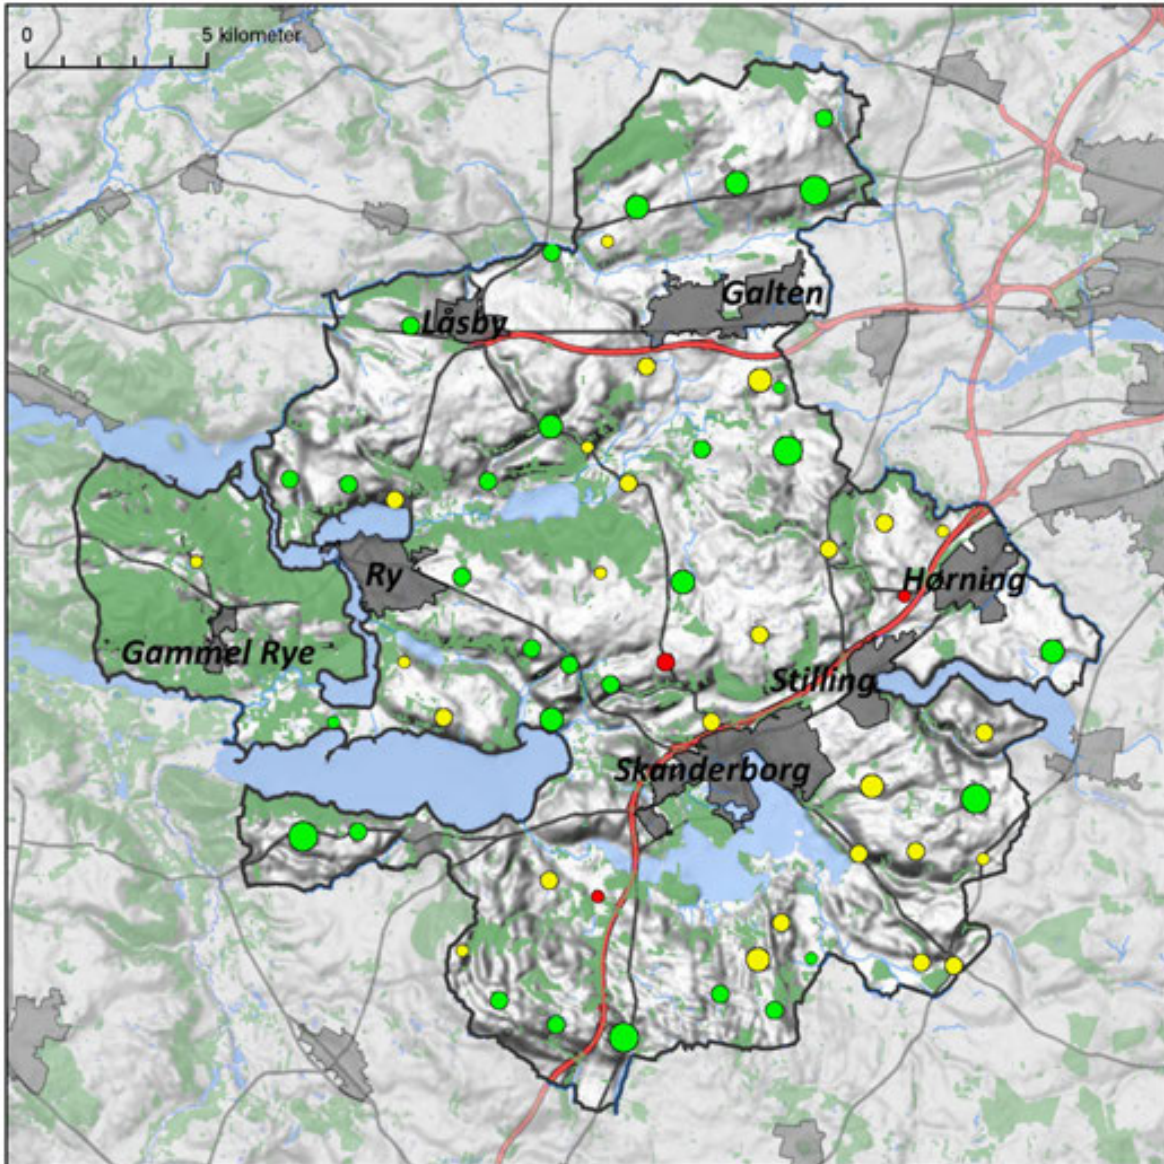 0 5 kilometer
Galten
Låsby
Ry
Hørning
Gammel Rye
Stilling
Skanderborg